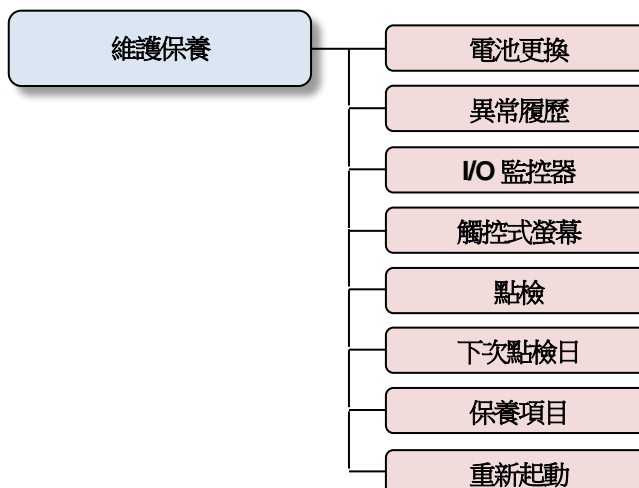 維護保養
電池更換
異常履歷
I/O 監控器
觸控式螢幕
點檢
下次點檢日
保養項目
重新起動